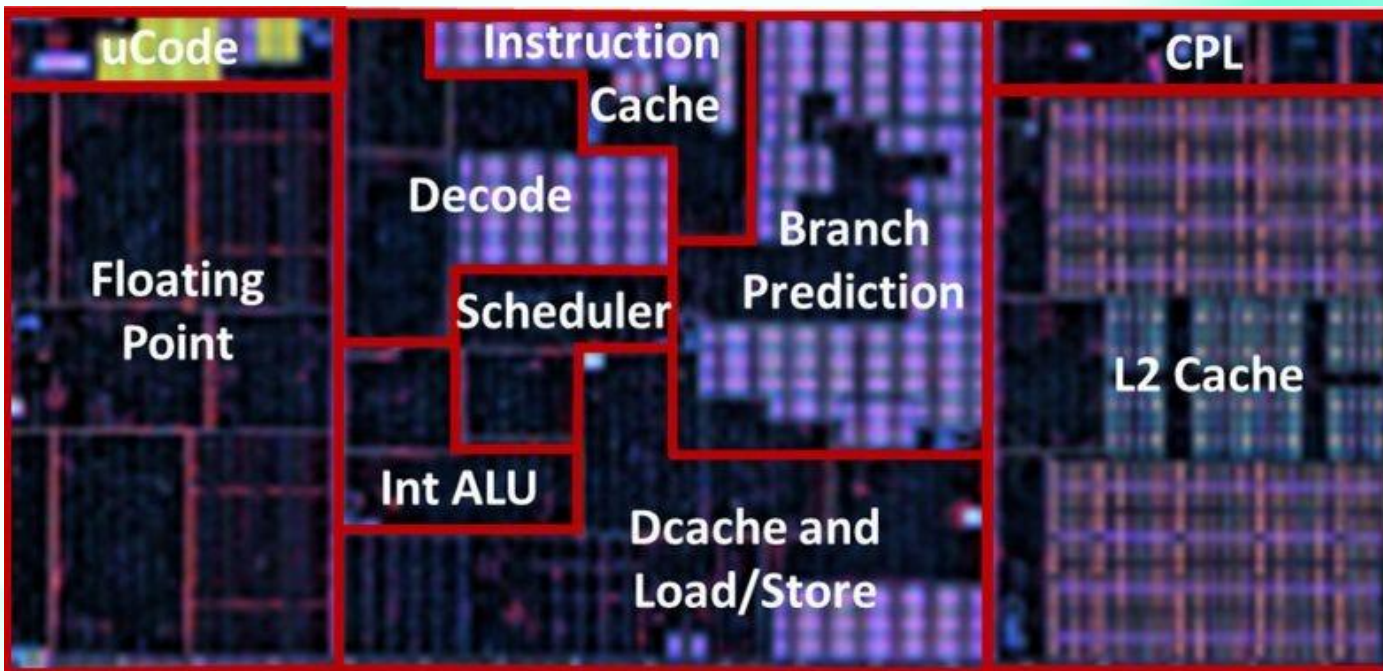 uCode
Instruction
Cache
CPL
Decode
Branch
Prediction
Floating
Point
Scheduler
L2 Cache
Int ALU
Dcache and
Load/Store